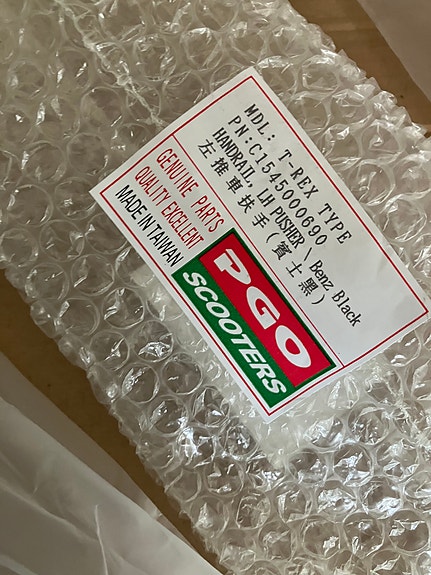 MDL: T-REX TYPE
PN:C1545000690
HANDRAIL, LH PUSHER \ Benz Black
左推車扶手(賓士黑)
GENUINE PARTS
QUALITY EXCELLENT
MADE IN TAIWAN
PGO
SCOOTERS